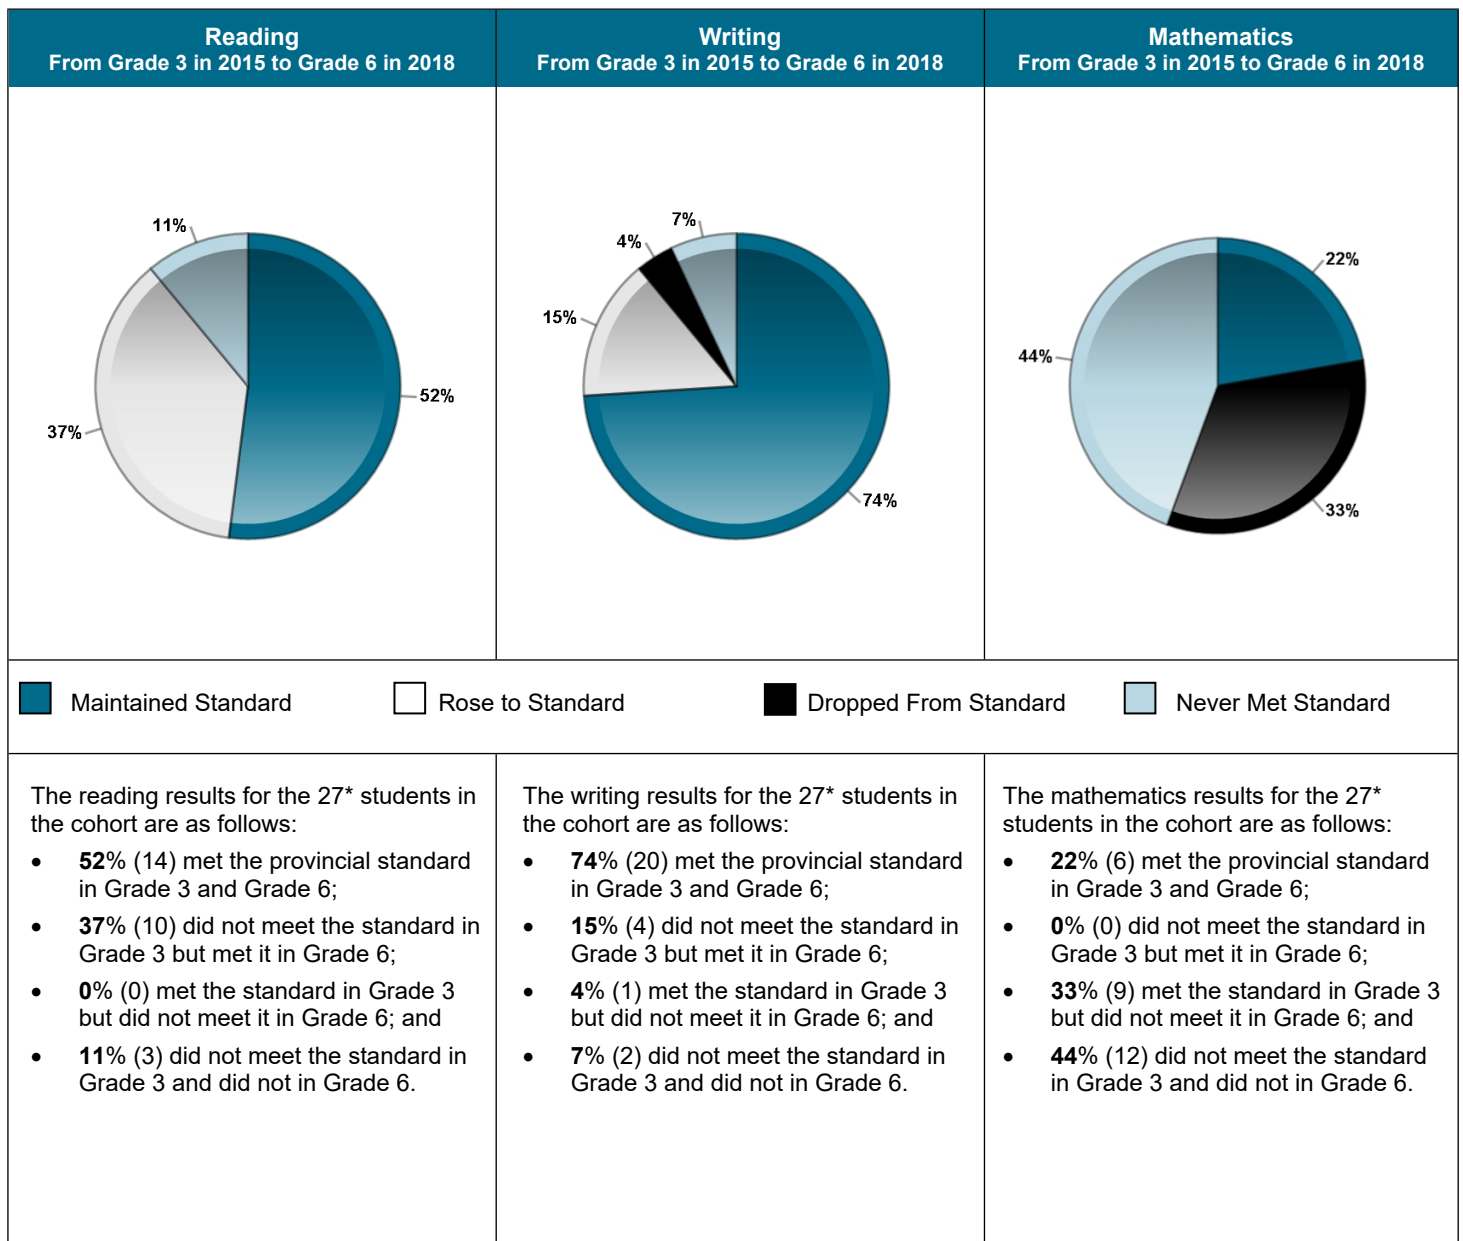 Reading
From Grade 3 in 2015 to Grade 6 in 2018
Writing
From Grade 3 in 2015 to Grade 6 in 2018
Mathematics
From Grade 3 in 2015 to Grade 6 in 2018
11%
37%
52%
7%
4%
15%
74%
22%
44%
33%
Maintained Standard
Rose to Standard
Dropped From Standard
Never Met Standard
The reading results for the 27* students in
the cohort are as follows:
• 52% (14) met the provincial standard
in Grade 3 and Grade 6;
• 37% (10) did not meet the standard in
Grade 3 but met it in Grade 6;
• 0% (0) met the standard in Grade 3
but did not meet it in Grade 6; and
• 11% (3) did not meet the standard in
Grade 3 and did not in Grade 6.
The writing results for the 27* students in
the cohort are as follows:
• 74% (20) met the provincial standard
in Grade 3 and Grade 6;
• 15% (4) did not meet the standard in
Grade 3 but met it in Grade 6;
• 4% (1) met the standard in Grade 3
but did not meet it in Grade 6; and
• 7% (2) did not meet the standard in
Grade 3 and did not in Grade 6.
The mathematics results for the 27*
students in the cohort are as follows:
• 22% (6) met the provincial standard
in Grade 3 and Grade 6;
• 0% (0) did not meet the standard in
Grade 3 but met it in Grade 6;
• 33% (9) met the standard in Grade 3
but did not meet it in Grade 6; and
• 44% (12) did not meet the standard
in Grade 3 and did not in Grade 6.